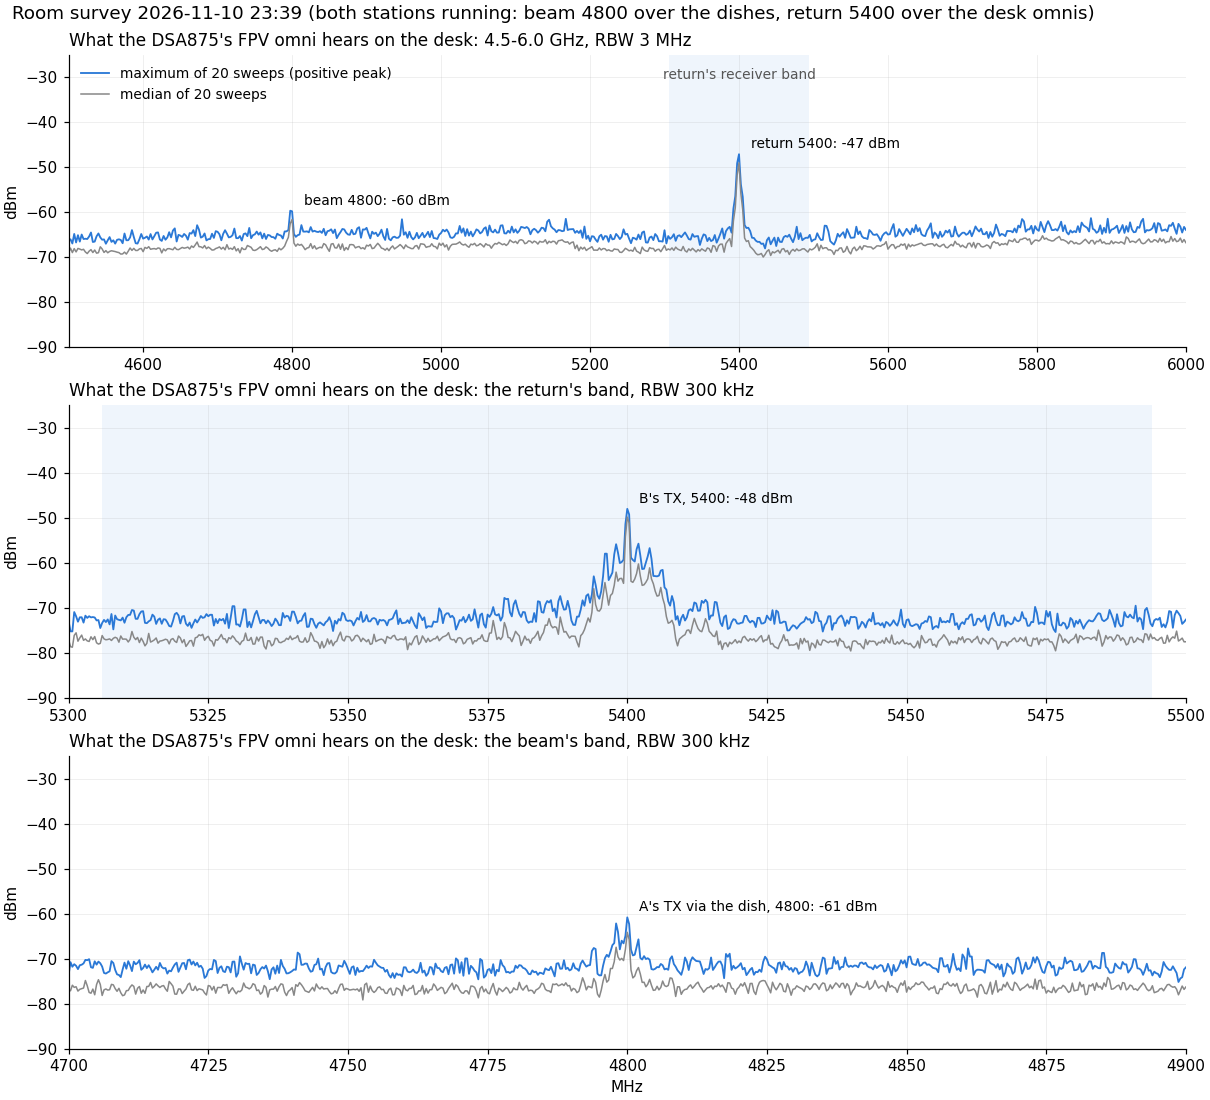 Room survey 2026-11-10 23:39 (both stations running: beam 4800 over the dishes, return 5400 over the desk omnis)
What the DSA875's FPV omni hears on the desk: 4.5-6.0 GHz, RBW 3 MHz
maximum of 20 sweeps (positive peak)
median of 20 sweeps
return's receiver band
return 5400: -47 dBm
beam 4800: -60 dBm
dBm
−30
−40
−50
−60
−70
−80
−90
4600 4800 5000 5200 5400 5600 5800 6000
What the DSA875's FPV omni hears on the desk: the return's band, RBW 300 kHz
B's TX, 5400: -48 dBm
dBm
−30
−40
−50
−60
−70
−80
−90
5300 5325 5350 5375 5400 5425 5450 5475 5500
What the DSA875's FPV omni hears on the desk: the beam's band, RBW 300 kHz
A's TX via the dish, 4800: -61 dBm
dBm
−30
−40
−50
−60
−70
−80
−90
4700 4725 4750 4775 4800 4825 4850 4875 4900
MHz